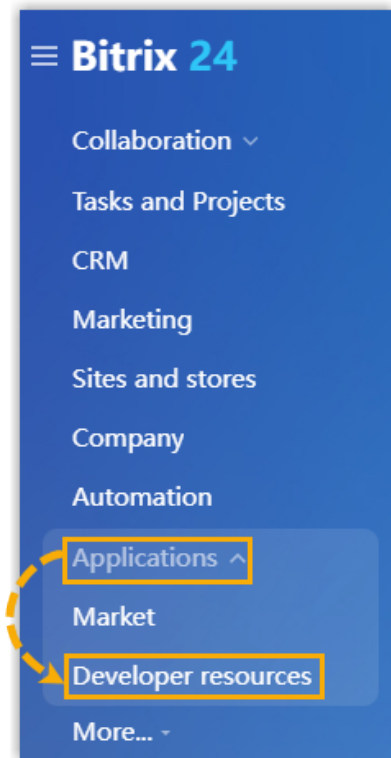 Bitrix 24
Collaboration
Tasks and Projects
CRM
Marketing
Sites and stores
Company
Automation
Applications
Market
Developer resources
More...